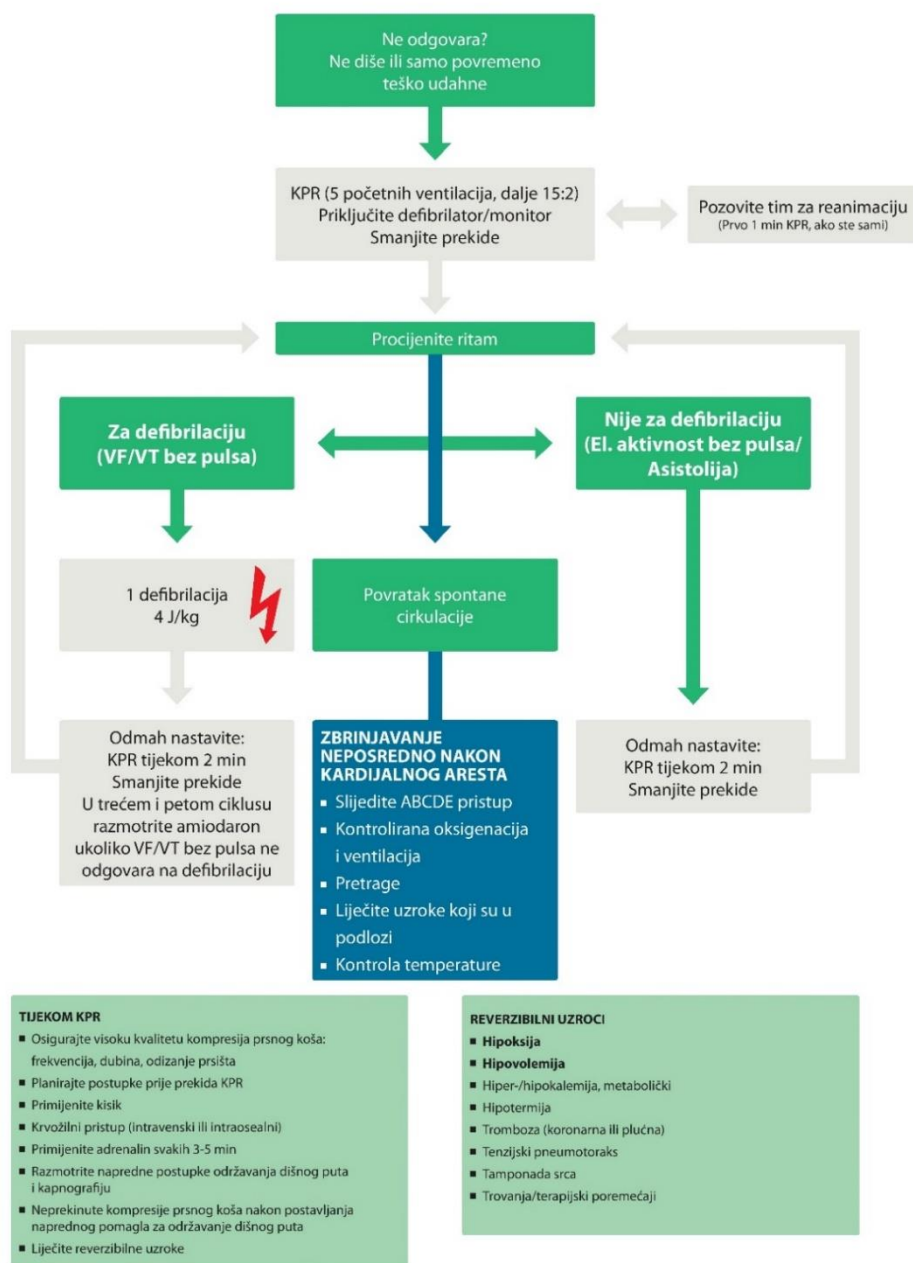 Ne odgovara?
Ne diše ili samo povremeno
teško udahne
KPR (5 početnih ventilacija, dalje 15:2)
Priključite defibrilator/monitor
Smanjite prekide
Pozovite tim za reanimaciju
(Prvo 1 min KPR, ako ste sami)
Procijenite ritam
Za defibrilaciju
(VF/VT bez pulsa)
Nije za defibrilaciju
(El. aktivnost bez pulsa/
Asistolija)
1 defibrilacija
4 J/kg
Povratak spontane
cirkulacije
Odmah nastavite:
KPR tijekom 2 min
Smanjite prekide
U trećem i petom ciklusu
razmotrite amiodaron
ukoliko VF/VT bez pulsa ne
odgovara na defibrilaciju
ZBRINJAVANJE
NEPOSREDNO NAKON
KARDIJALNOG ARESTA
▪ Slijedite ABCDE pristup
▪ Kontrolirana oksigenacija
i ventilacija
▪ Pretrage
▪ Liječite uzroke koji su u
podlozi
▪ Kontrola temperature
Odmah nastavite:
KPR tijekom 2 min
Smanjite prekide
TIJEKOM KPR
▪ Osigurajte visoku kvalitetu kompresija prsnog koša:
frekvencija, dubina, odizanje prsišta
▪ Planirajte postupke prije prekida KPR
▪ Primijenite kisik
▪ Krvožilni pristup (intravenski ili intraosealni)
▪ Primijenite adrenalin svakih 3-5 min
▪ Razmotrite napredne postupke održavanja dišnog puta
i kapnografiju
▪ Neprekinute kompresije prsnog koša nakon postavljanja
naprednog pomagla za održavanje dišnog puta
▪ Liječite reverzibilne uzroke
REVERZIBILNI UZROCI
▪ Hipoksija
▪ Hipovolemija
▪ Hiper-/hipokalemija, metabolički
▪ Hipotermija
▪ Tromboza (koronarna ili plućna)
▪ Tenzijski pneumotoraks
▪ Tamponada srca
▪ Trovanja/terapijski poremećaji